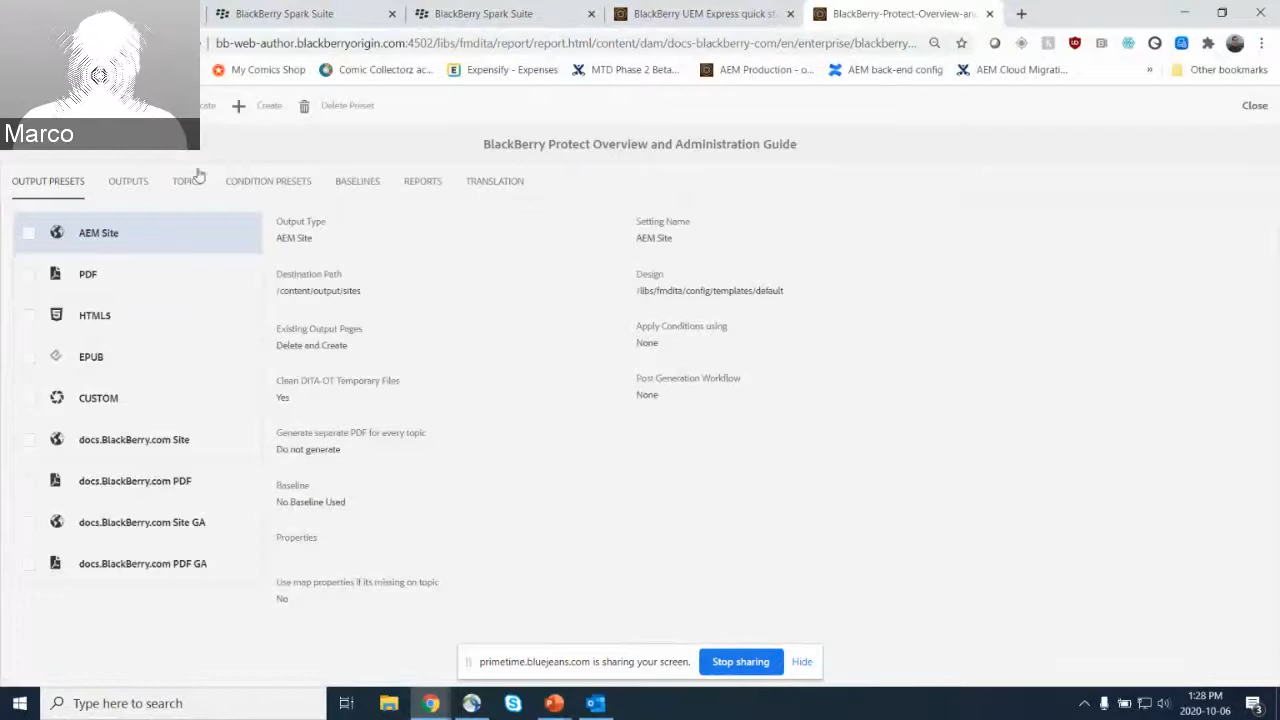 BlackBerry Spark Site
BlackBerry Spark Site
BlackBerry UEM Express quick st
BlackBerry-Protect-Overview-an
bb-web-author.blackberryorigin.com:4502/libs/fmdita/report/report.html/content/dam/docs-blackberry-com/en/enterprise/blackberry...
My Comics Shop
Comic Collectorz ac...
Expensify - Expenses
MTD Phase 2 Beta...
AEM Production - o...
AEM back-end config
AEM Cloud Migrati...
»
Other bookmarks
Marco
Create
Delete Preset
Close
BlackBerry Protect Overview and Administration Guide
OUTPUT PRESETS
OUTPUTS
CONDITION PRESETS
BASELINES
REPORTS
TRANSLATION
AEM Site
PDF
HTML5
EPUB
CUSTOM
docs.BlackBerry.com Site
docs.BlackBerry.com PDF
docs.BlackBerry.com Site GA
docs.BlackBerry.com PDF GA
Output Type
AEM Site
Destination Path
/content/output/sites
Existing Output Pages
Delete and Create
Clean DITA-OT Temporary Files
Yes
Generate separate PDF for every topic
Do not generate
Baseline
No Baseline Used
Properties
Use map properties if its missing on topic
No
Setting Name
AEM Site
Design
/libs/fmdita/config/templates/default
Apply Conditions using
None
Post Generation Workflow
None
primetime.bluejeans.com is sharing your screen.
Stop sharing
Hide
Type here to search
1:28 PM
2020-10-06
3